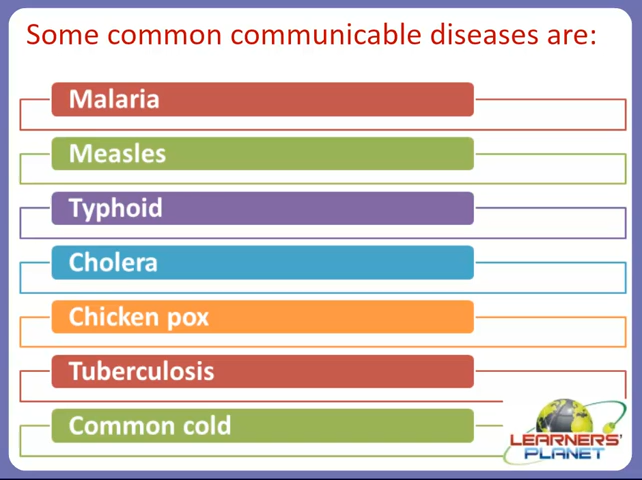 Some common communicable diseases are:
Malaria
Measles
Typhoid
Cholera
Chicken pox
Tuberculosis
Common cold
LEARNERS'
PLANET